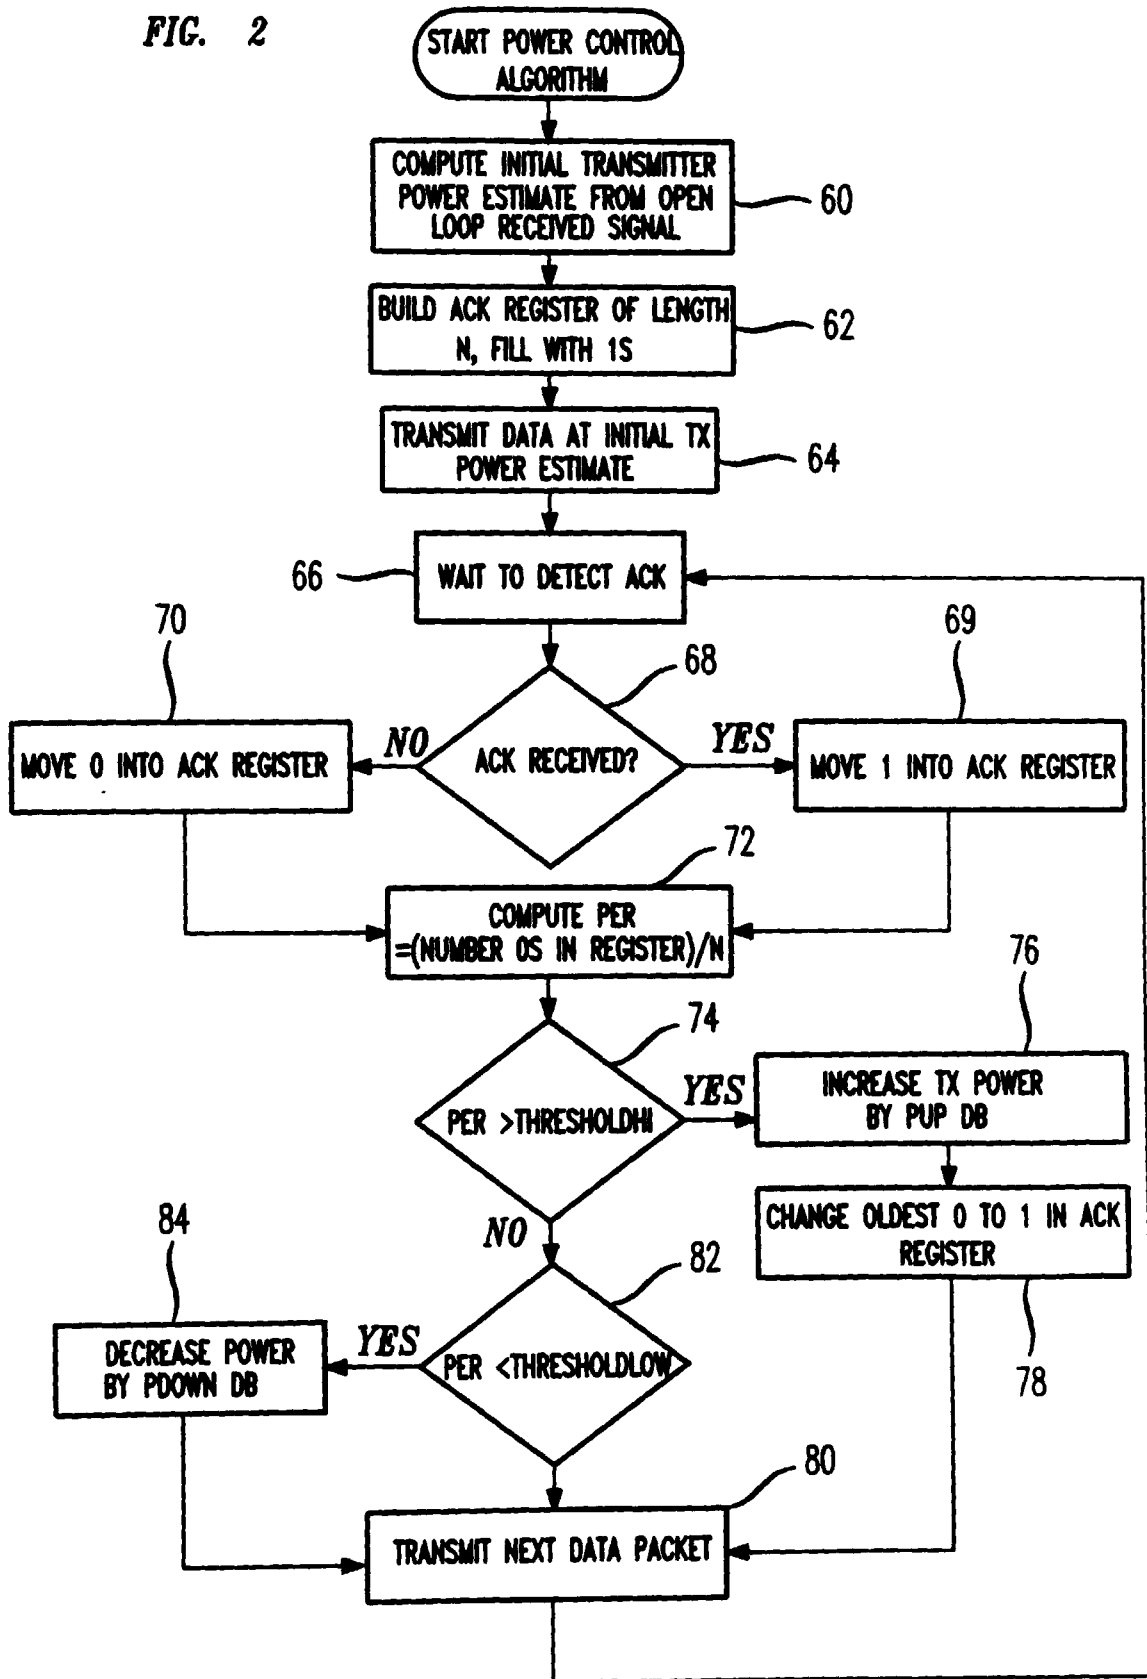 FIG. 2
START POWER CONTROL
ALGORITHM
COMPUTE INITIAL TRANSMITTER
POWER ESTIMATE FROM OPEN
LOOP RECEIVED SIGNAL
60
BUILD ACK REGISTER OF LENGTH
N, FILL WITH 1S
62
TRANSMIT DATA AT INITIAL TX
POWER ESTIMATE
64
66
WAIT TO DETECT ACK
70
68
69
MOVE 0 INTO ACK REGISTER
NO
ACK RECEIVED?
YES
MOVE 1 INTO ACK REGISTER
72
COMPUTE PER
=(NUMBER 0S IN REGISTER)/N
74
76
PER >THRESHOLDHI
YES
INCREASE TX POWER
BY PUP DB
NO
CHANGE OLDEST 0 TO 1 IN ACK
REGISTER
78
84
82
DECREASE POWER
BY PDOWN DB
YES
PER <THRESHOLDLOW
80
TRANSMIT NEXT DATA PACKET